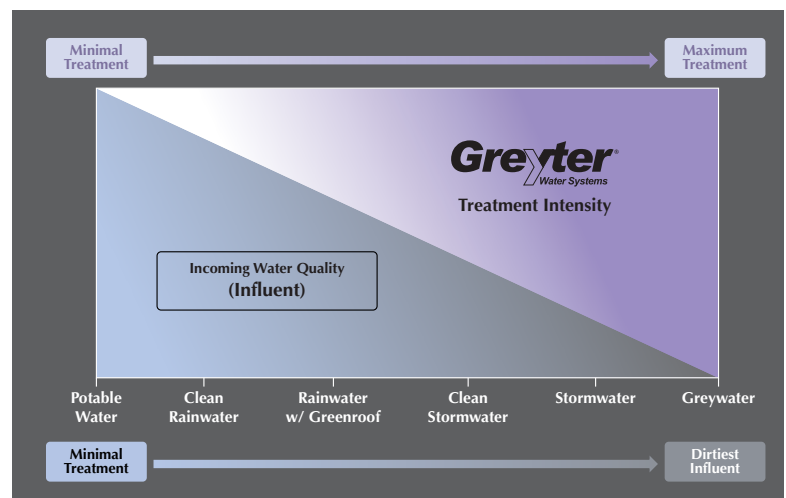 Minimal
Treatment
Maximum
Treatment
Greyter®
Water Systems
Treatment Intensity
Incoming Water Quality
(Influent)
Potable
Water
Clean
Rainwater
Rainwater
w/ Greenroof
Clean
Stormwater
Stormwater
Greywater
Minimal
Treatment
Dirtiest
Influent